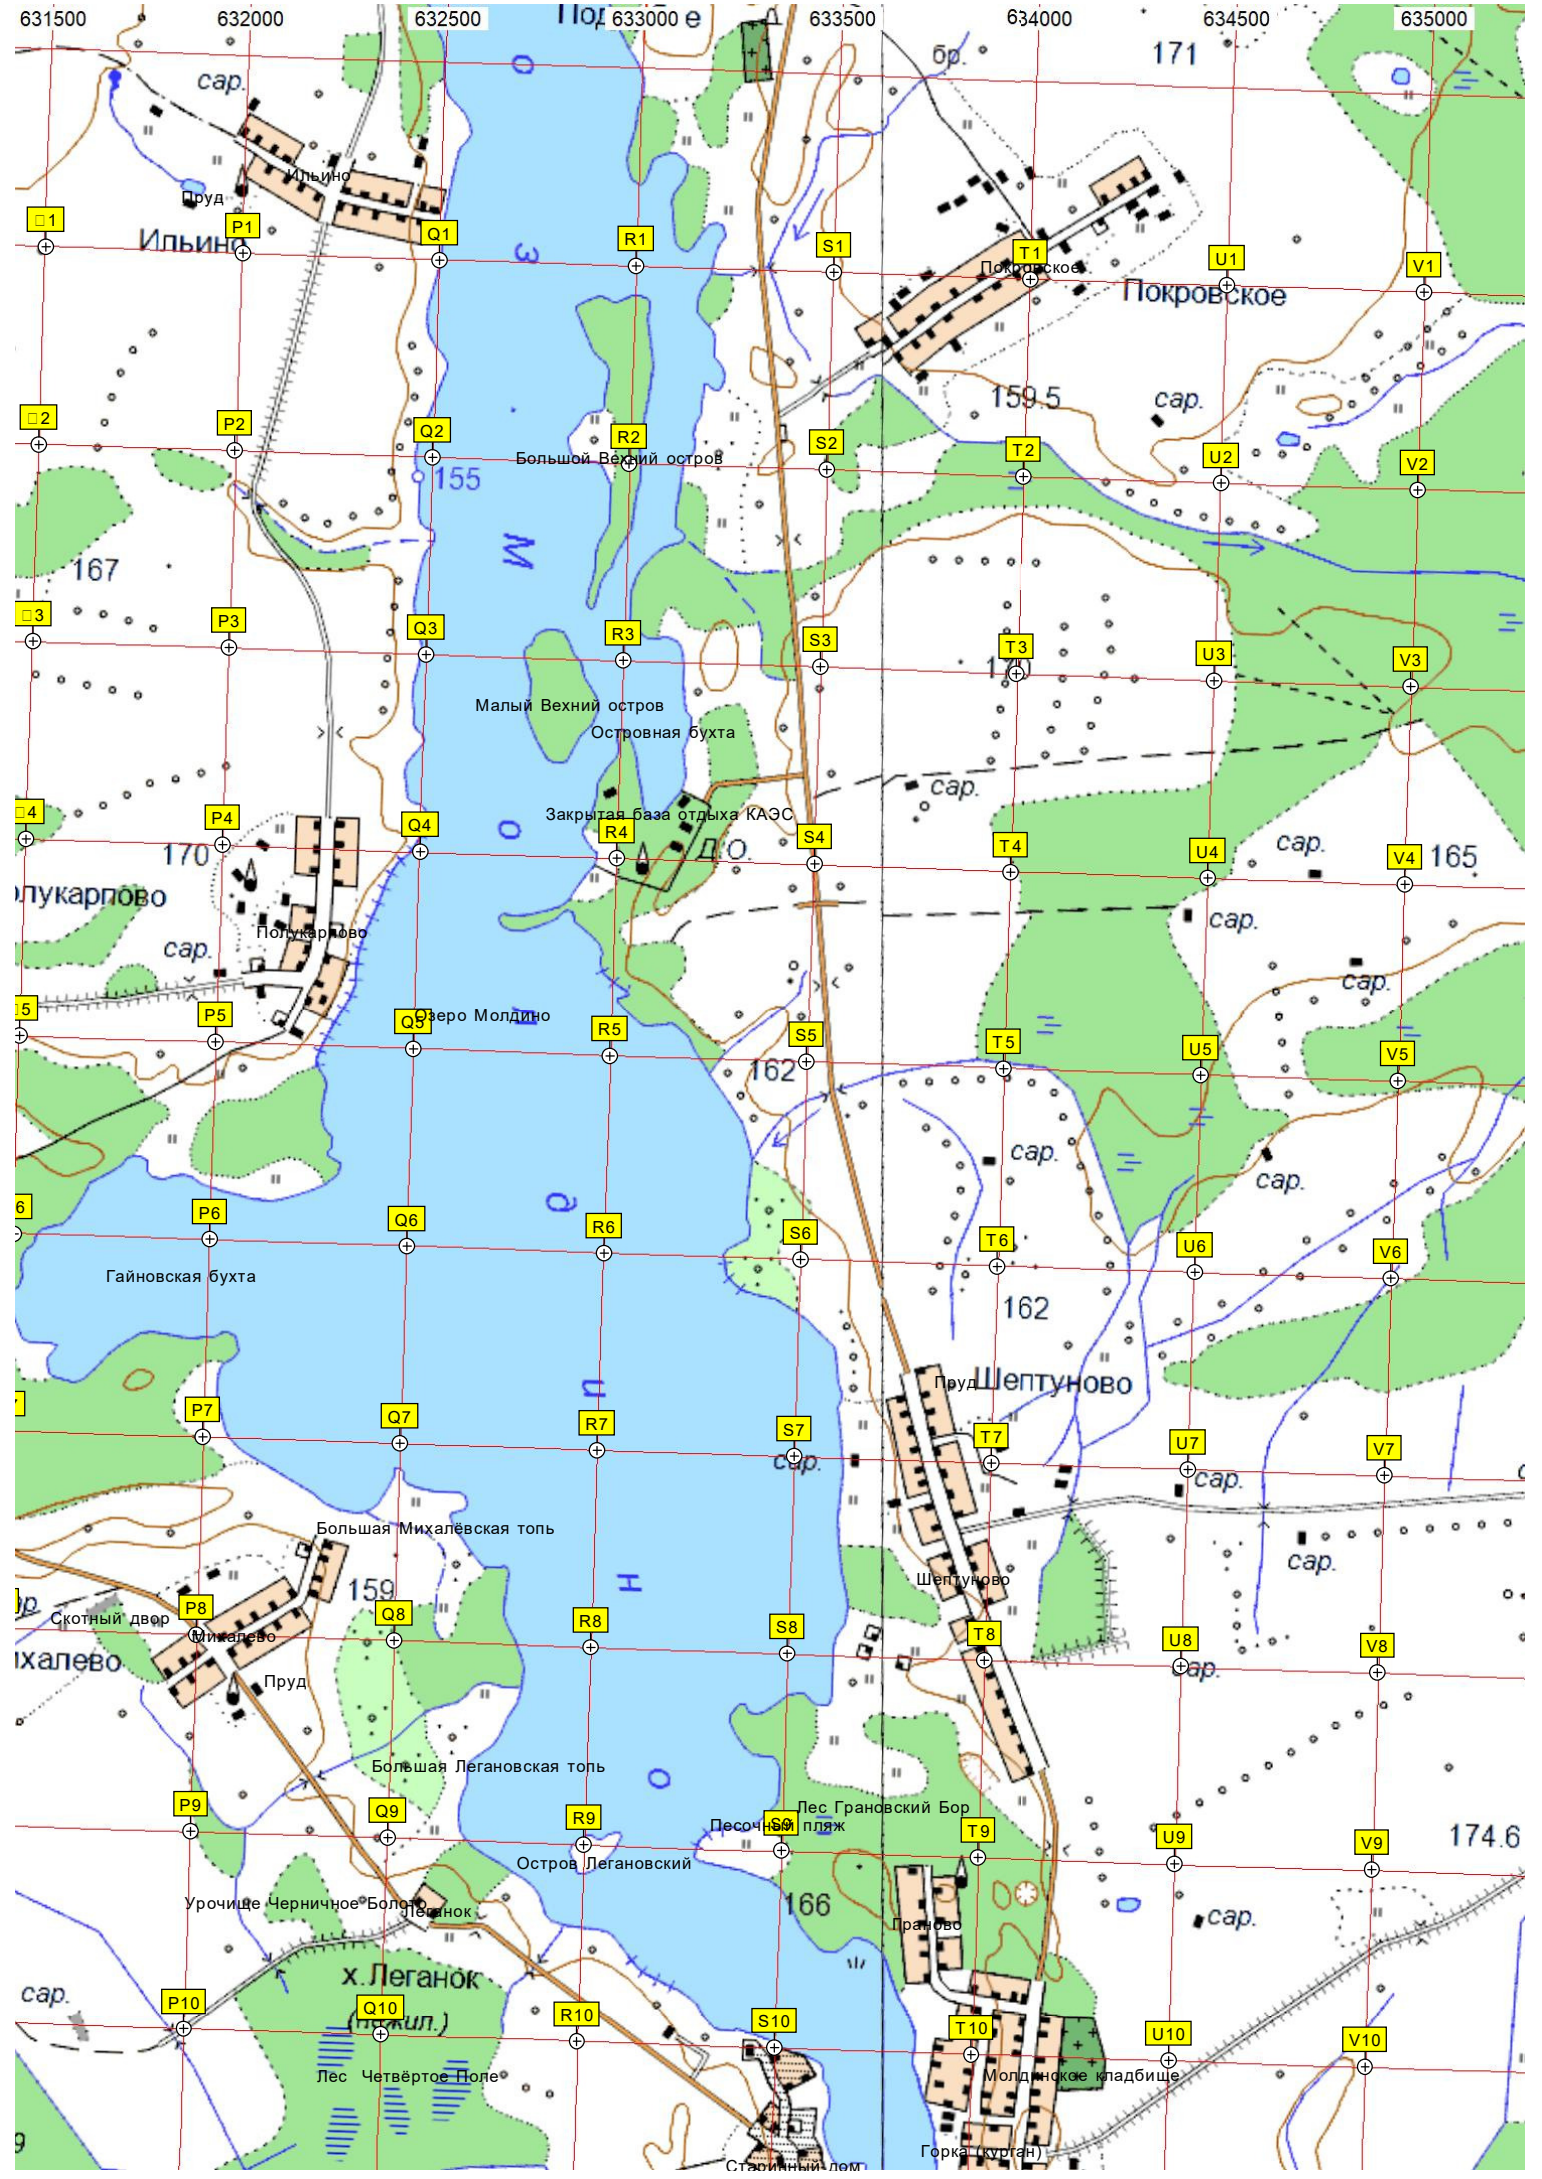 631500 632000 632500 633000 633500 634000 634500 635000
е
бр.
171
О
сар.
Ильино
Пруд
Ильино
P1
Q1
R1
S1
T1
U1
V1
З
Покровское
Покровское
159.5
сар.
P2
Q2
R2
S2
T2
U2
V2
Большой Вехний остров
155
М
167
P3
Q3
R3
S3
T3
U3
V3
Малый Вехний остров
Островная бухта
сар.
Закрытая база отдыха КАЭС
P4
Q4
R4
S4
T4
U4
V4
170
о
Д.О.
сар.
165
олукарпово
сар.
Полукарпово
сар.
сар.
Озеро Молдино
P5
Q5
R5
S5
T5
U5
V5
162
сар.
сар.
д
P6
Q6
R6
S6
T6
U6
V6
Гайновская бухта
162
и
Пруд
Шептуново
P7
Q7
R7
S7
T7
U7
V7
сар.
сар.
Большая Михалёвская топь
сар.
159
Н
Шептуново
Скотный двор
P8
Q8
R8
S8
T8
U8
V8
Михалево
ихалево
сар.
Пруд
Большая Легановская топь
О
Лес Грановский Бор
Песочный пляж
P9
Q9
R9
S9
T9
U9
V9
174.6
Остров Легановский
Урочище Черничное Болото
Леганок
166
Граново
сар.
х.Леганок
(нежил.)
сар.
P10
Q10
R10
S10
T10
U10
V10
Лес Четвёртое Поле
Молдинское кладбище
Горка (курган)
9
Старинный дом